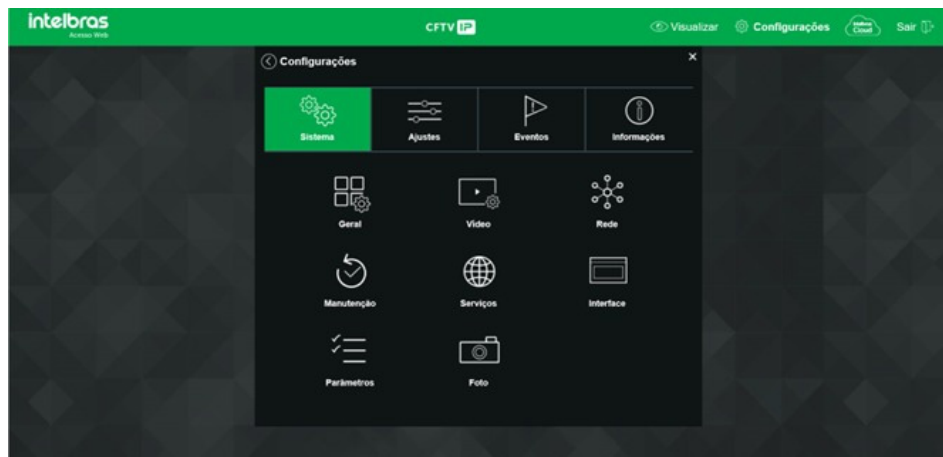 intelbras
Acesso Web
CFTV IP
Visualizar
Configurações
intelbras Cloud
Sair
Configurações
Sistema
Ajustes
Eventos
Informações
Geral
Vídeo
Rede
Manutenção
Serviços
Interface
Parâmetros
Foto